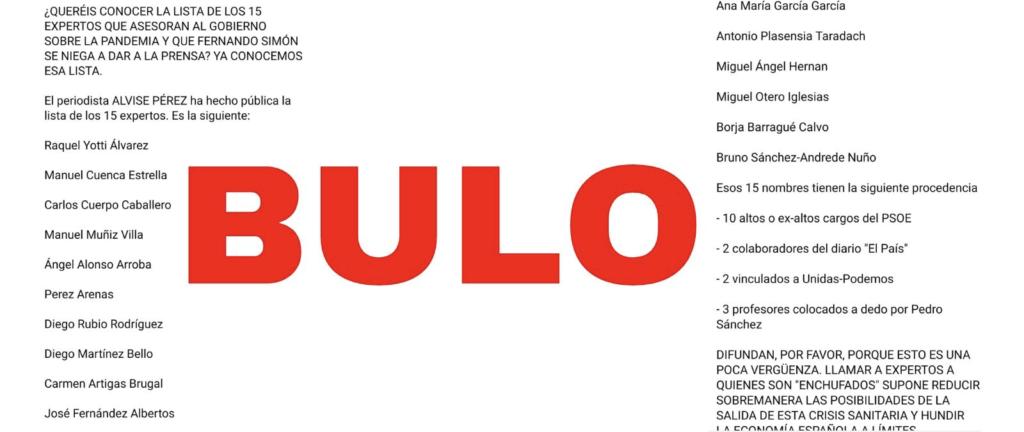 ¿QUERÉIS CONOCER LA LISTA DE LOS 15
EXPERTOS QUE ASESORAN AL GOBIERNO
SOBRE LA PANDEMIA Y QUE FERNANDO SIMÓN
SE NIEGA A DAR A LA PRENSA? YA CONOCEMOS
ESA LISTA.
El periodista ALVISE PÉREZ ha hecho pública la
lista de los 15 expertos. Es la siguiente:
Raquel Yotti Álvarez
Manuel Cuenca Estrella
Carlos Cuerpo Caballero
Manuel Muñiz Villa
Ángel Alonso Arroba
Perez Arenas
Diego Rubio Rodríguez
Diego Martínez Bello
Carmen Artigas Brugal
José Fernández Albertos
BULO
Ana María García García
Antonio Plasensia Taradach
Miguel Ángel Hernan
Miguel Otero Iglesias
Borja Barragué Calvo
Bruno Sánchez-Andrede Nuño
Esos 15 nombres tienen la siguiente procedencia
- 10 altos o ex-altos cargos del PSOE
- 2 colaboradores del diario "El País"
- 2 vinculados a Unidas-Podemos
- 3 profesores colocados a dedo por Pedro
Sánchez
DIFUNDAN, POR FAVOR, PORQUE ESTO ES UNA
POCA VERGÜENZA. LLAMAR A EXPERTOS A
QUIENES SON "ENCHUFADOS" SUPONE REDUCIR
SOBREMANERA LAS POSIBILIDADES DE LA
SALIDA DE ESTA CRISIS SANITARIA Y HUNDIR
LA ECONOMÍA ESPAÑOLA A LÍMITES